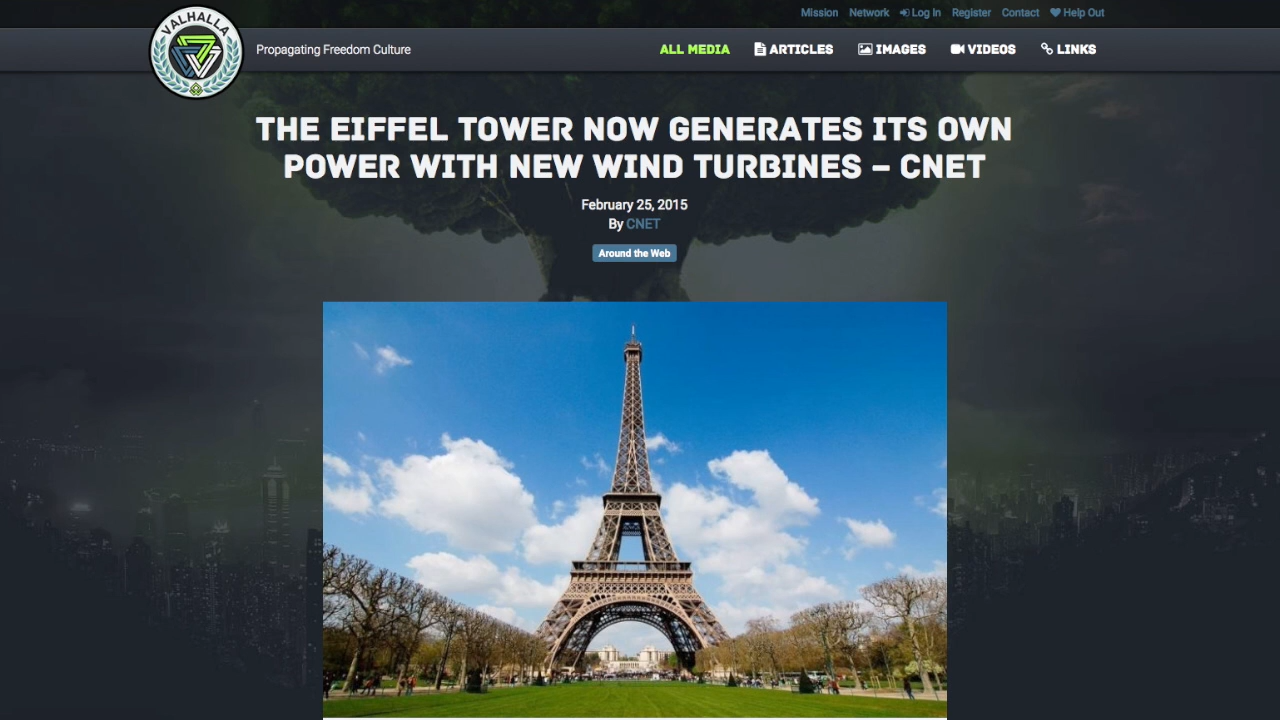 Mission Network Log In Register Contact Help Out
VALHALLA
Propagating Freedom Culture
ALL MEDIA ARTICLES IMAGES VIDEOS LINKS
THE EIFFEL TOWER NOW GENERATES ITS OWN
POWER WITH NEW WIND TURBINES – CNET
February 25, 2015
By CNET
Around the Web